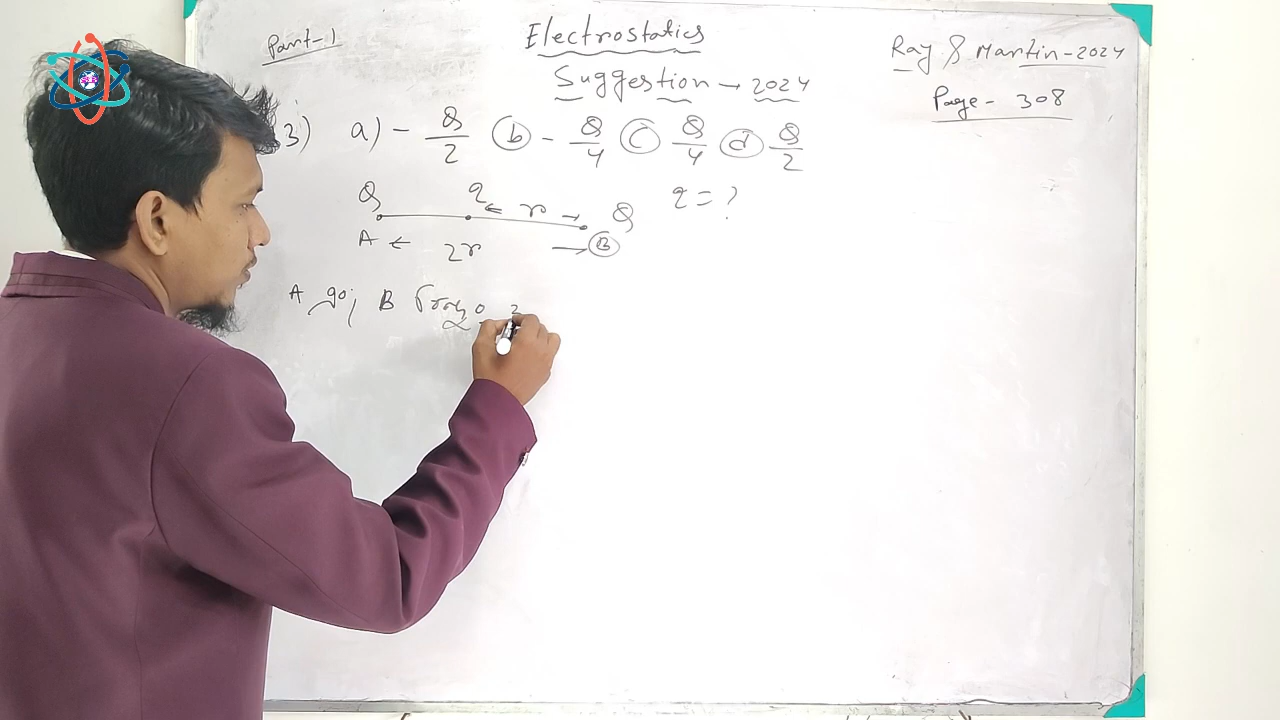 Part-1
Electrostatics
Suggestion → 2024
Ray & Martin-2024
Page - 308
3) a) - Q/2 (b) - Q/4 (c) Q/4 (d) Q/2
Q q ← r → Q
q = ?
A ← 2r → B
A B